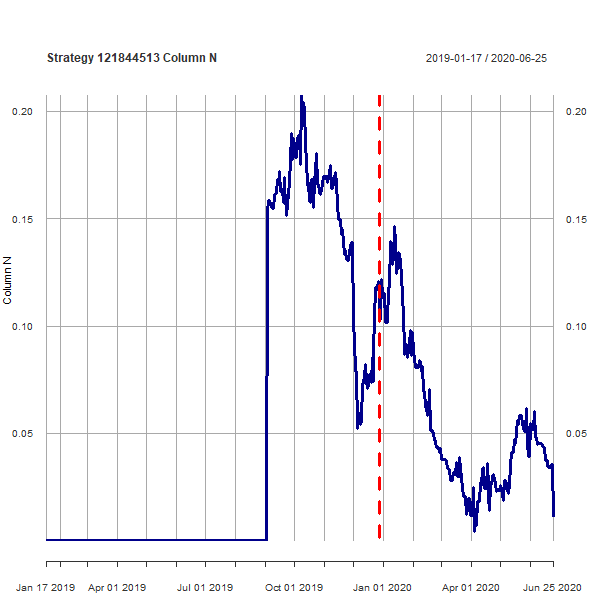 Strategy 121844513 Column N
2019-01-17 / 2020-06-25
0.20
0.20
0.15
0.15
Column N
0.10
0.10
0.05
0.05
Jan 17 2019
Apr 01 2019
Jul 01 2019
Oct 01 2019
Jan 01 2020
Apr 01 2020
Jun 25 2020